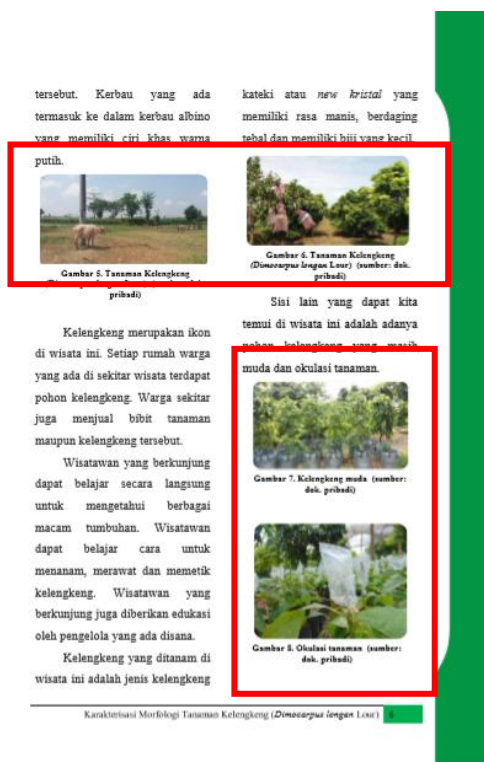 tersebut. Kerbau yang ada
termasuk ke dalam kerbau albino
yang memiliki ciri khas warna
putih.
Gambar 5. Tanaman Kelengkeng
pribadi)
Kelengkeng merupakan ikon
di wisata ini. Setiap rumah warga
yang ada di sekitar wisata terdapat
pohon kelengkeng. Warga sekitar
juga menjual bibit tanaman
maupun kelengkeng tersebut.
Wisatawan yang berkunjung
dapat belajar secara langsung
untuk mengetahui berbagai
macam tumbuhan. Wisatawan
dapat belajar cara untuk
menanam, merawat dan memetik
kelengkeng. Wisatawan yang
berkunjung juga diberikan edukasi
oleh pengelola yang ada disana.
Kelengkeng yang ditanam di
wisata ini adalah jenis kelengkeng
kateki atau new kristal yang
memiliki rasa manis, berdaging
tebal dan memiliki biji yang kecil.
Gambar 6. Tanaman Kelengkeng
(Dimocarpus longan Lour) (sumber: dok.
pribadi)
Sisi lain yang dapat kita
temui di wisata ini adalah adanya
pohon kelengkeng yang masih
muda dan okulasi tanaman.
Gambar 7. Kelengkeng muda (sumber:
dok. pribadi)
Gambar 8. Okulasi tanaman (sumber:
dok. pribadi)
Karakterisasi Morfologi Tanaman Kelengkeng (Dimocarpus longan Lour) 6